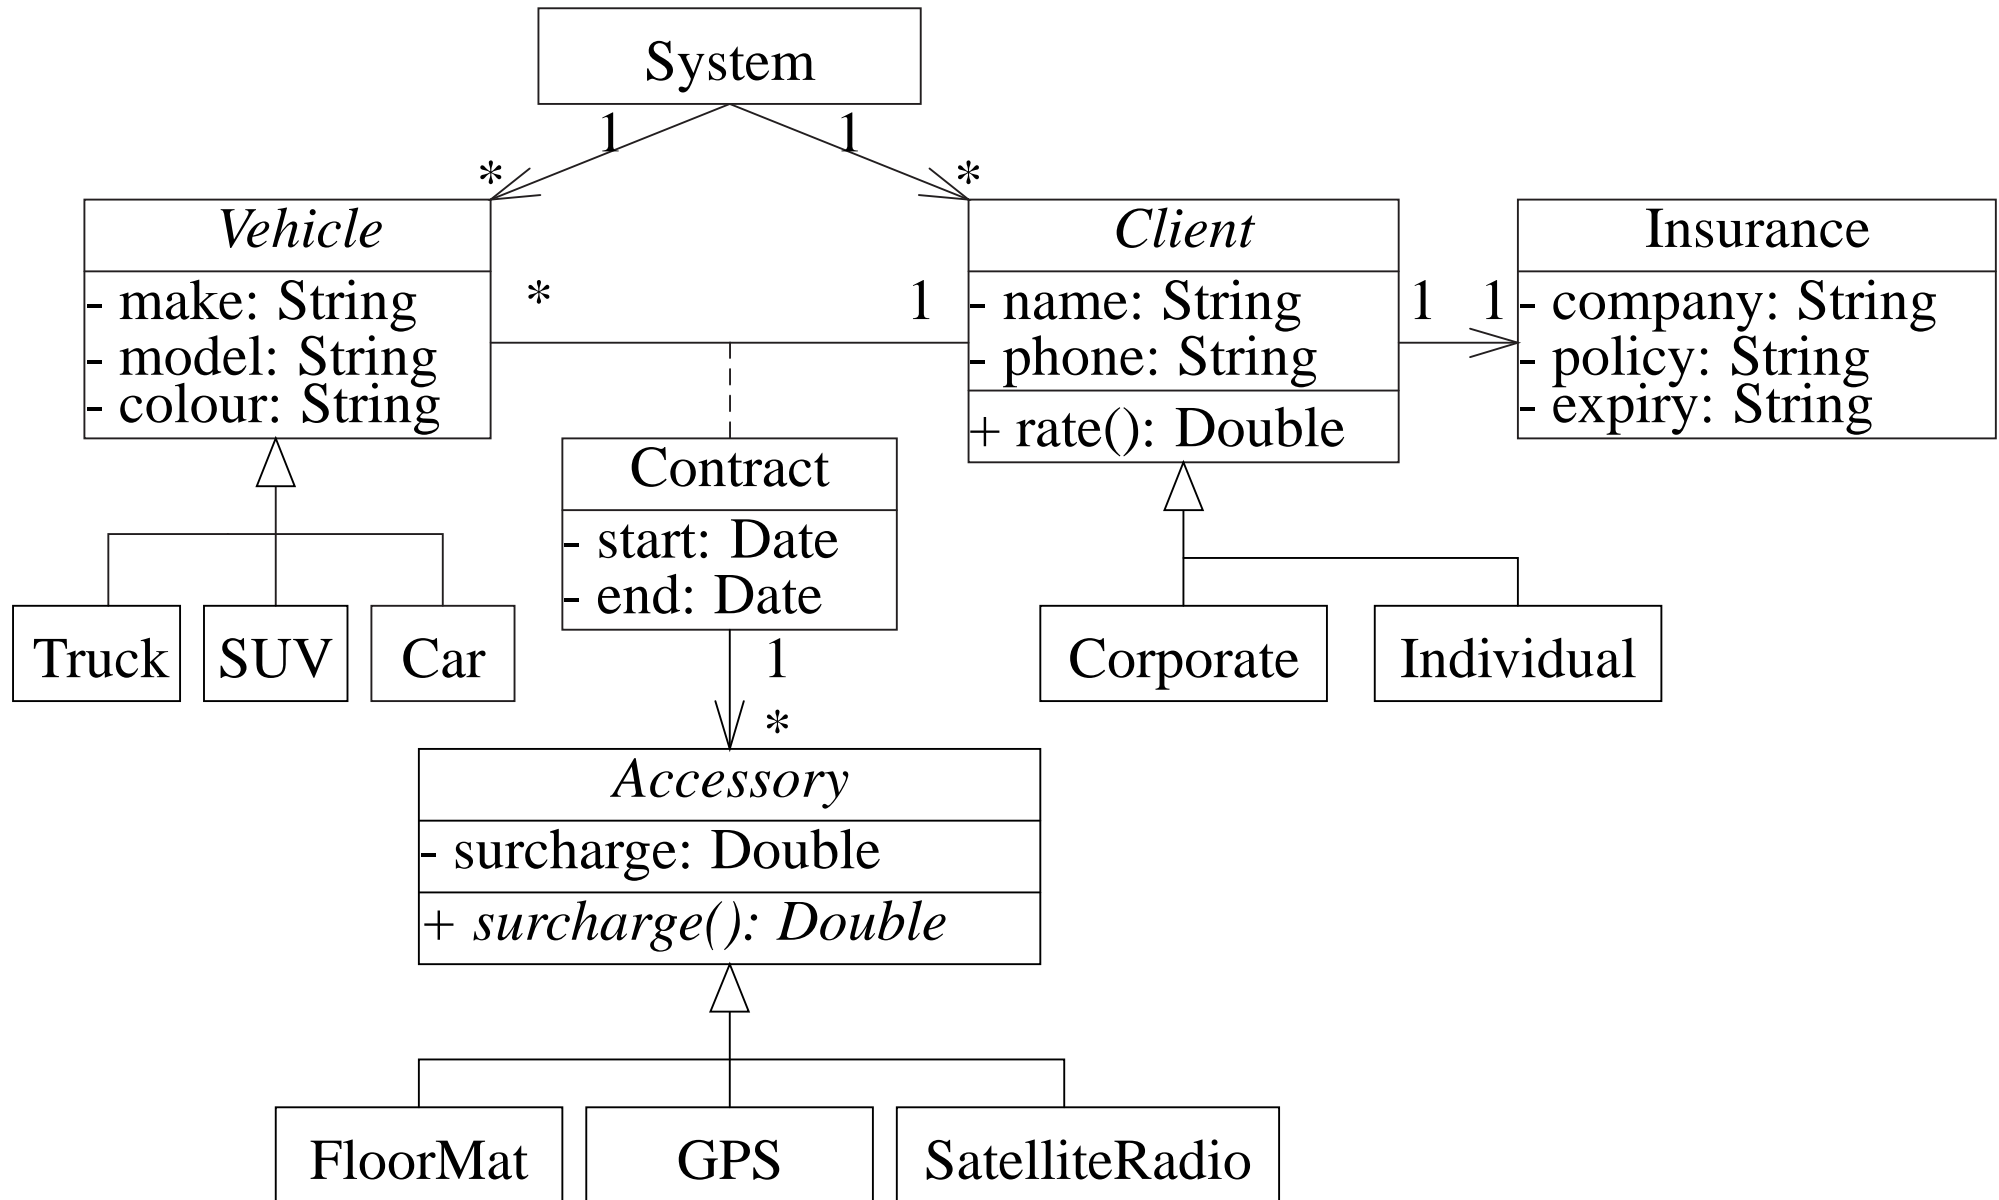 System
1
1
*
*
Vehicle
- make: String
- model: String
- colour: String
*
1
Client
- name: String
- phone: String
+ rate(): Double
1
1
Insurance
- company: String
- policy: String
- expiry: String
Contract
- start: Date
- end: Date
Truck
SUV
Car
1
*
Corporate
Individual
Accessory
- surcharge: Double
+ surcharge(): Double
FloorMat
GPS
SatelliteRadio